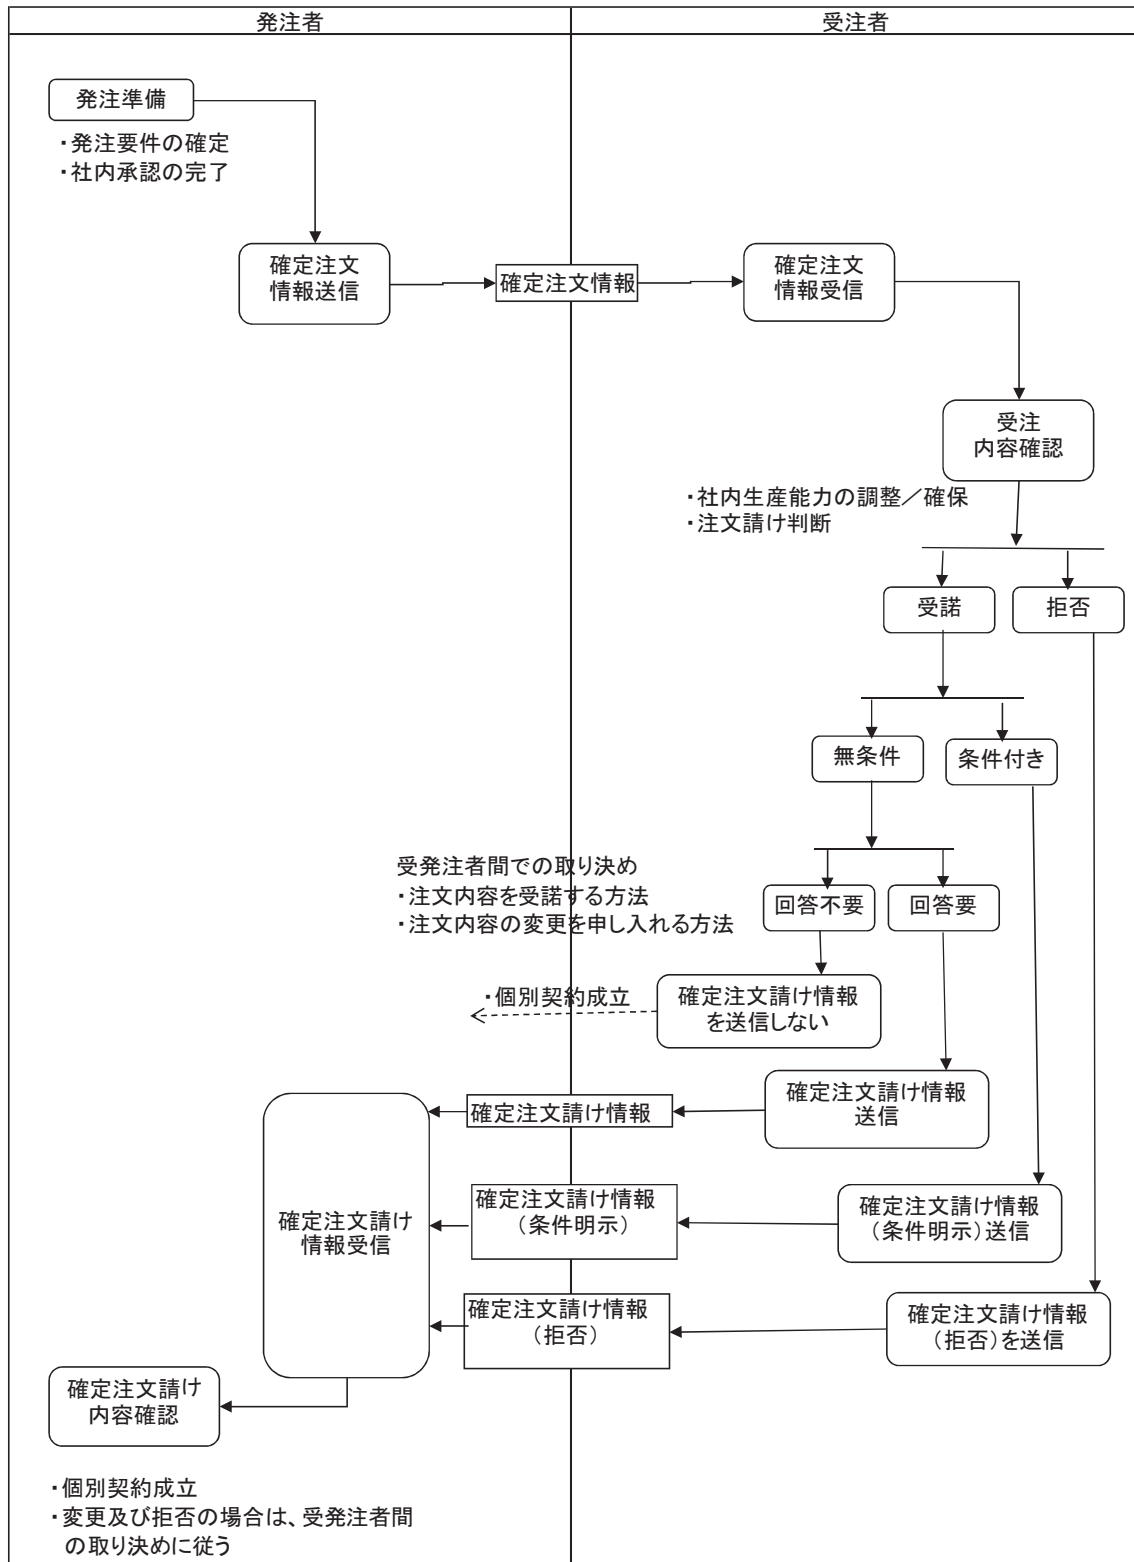 発注者
受注者
発注準備
・発注要件の確定
・社内承認の完了
確定注文
情報送信
確定注文情報
確定注文
情報受信
受注
内容確認
・社内生産能力の調整／確保
・注文請け判断
受諾
拒否
無条件
条件付き
受発注者間での取り決め
・注文内容を受諾する方法
・注文内容の変更を申し入れる方法
回答不要
回答要
・個別契約成立
確定注文請け情報
を送信しない
確定注文請け情報
送信
確定注文請け情報
確定注文請け
情報受信
確定注文請け情報
（条件明示）
確定注文請け情報
（条件明示）送信
確定注文請け情報
（拒否）
確定注文請け情報
（拒否）を送信
確定注文請け
内容確認
・個別契約成立
・変更及び拒否の場合は、受発注者間
の取り決めに従う